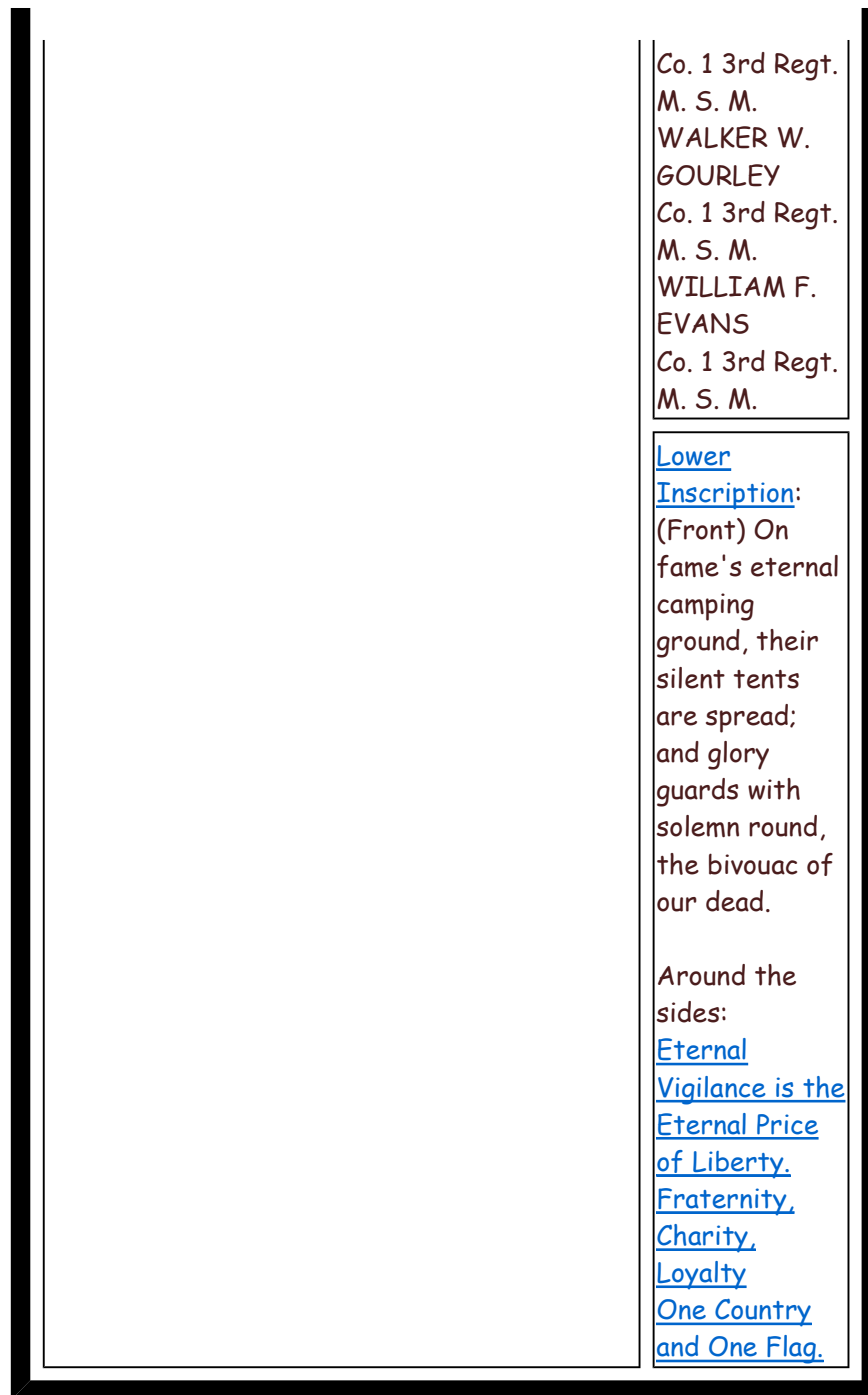 Co. 1 3rd Regt.
M. S. M.
WALKER W.
GOURLEY
Co. 1 3rd Regt.
M. S. M.
WILLIAM F.
EVANS
Co. 1 3rd Regt.
M. S. M.
Lower
Inscription:
(Front) On
fame's eternal
camping
ground, their
silent tents
are spread;
and glory
guards with
solemn round,
the bivouac of
our dead.
Around the
sides:
Eternal
Vigilance is the
Eternal Price
of Liberty.
Fraternity,
Charity,
Loyalty
One Country
and One Flag.